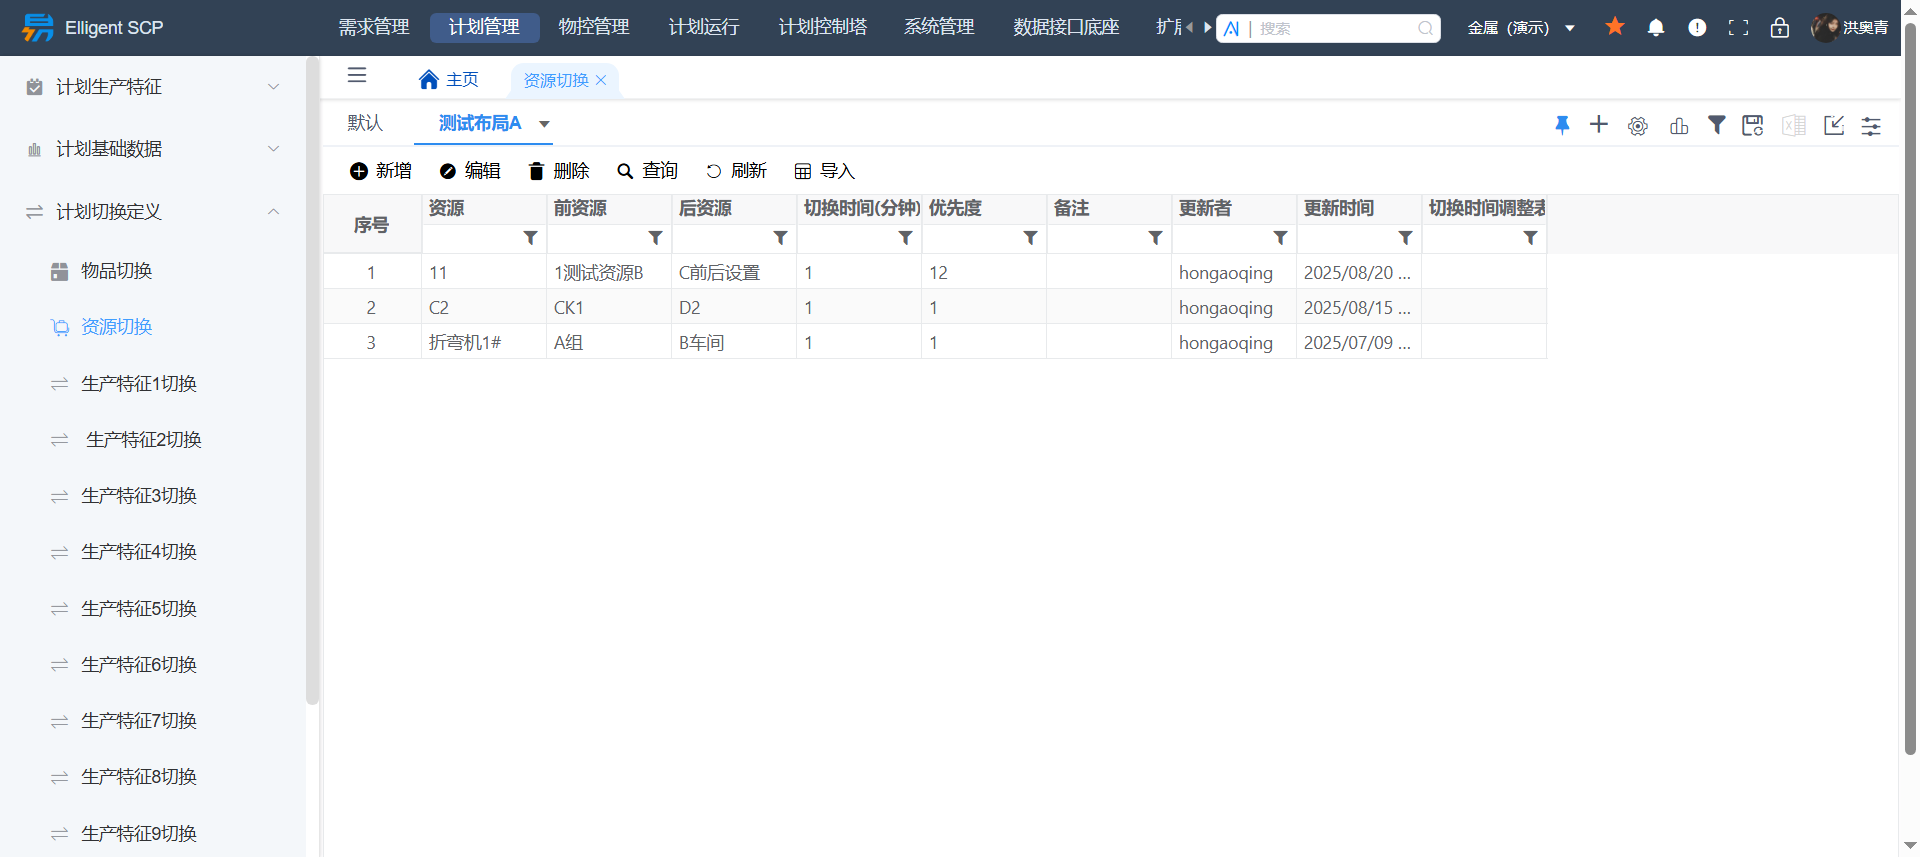 Elligent SCP
需求管理 计划管理 物控管理 计划运行 计划控制塔 系统管理 数据接口底座
搜索
金属 (演示)
洪奥青
主页 资源切换
默认 测试布局A
新增 编辑 删除 查询 刷新 导入
计划生产特征
计划基础数据
计划切换定义
物品切换
资源切换
生产特征1切换
生产特征2切换
生产特征3切换
生产特征4切换
生产特征5切换
生产特征6切换
生产特征7切换
生产特征8切换
生产特征9切换
序号 资源 前资源 后资源 切换时间(分钟) 优先度 备注 更新者 更新时间 切换时间调整表
1 11 1测试资源B C前后设置 1 12 hongaoqing 2025/08/20 ...
2 C2 CK1 D2 1 1 hongaoqing 2025/08/15 ...
3 折弯机1# A组 B车间 1 1 hongaoqing 2025/07/09 ...